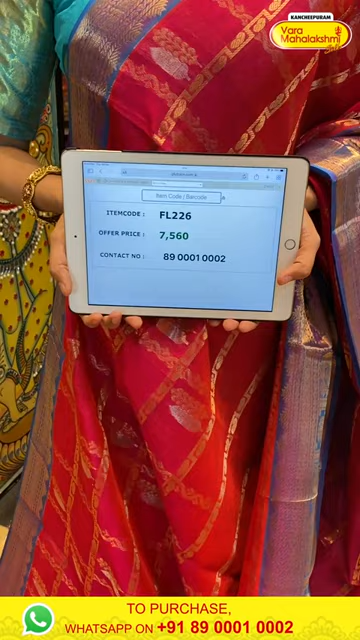 KANCHEEPURAM
Vara
Mahalakshmi
Item Code / Barcode
ITEMCODE : FL226
OFFER PRICE : 7,560
CONTACT NO : 89 0001 0002
TO PURCHASE,
WHATSAPP ON +91 89 0001 0002